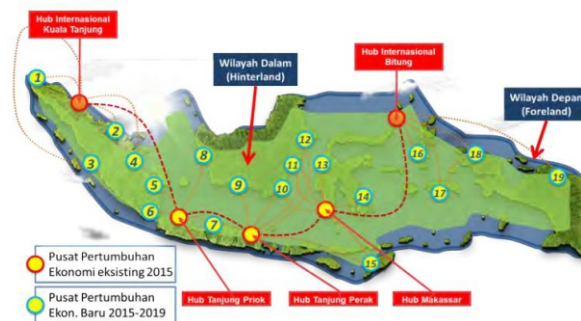 Hub Internasional
Kuala Tanjung
Hub Internasional
Bitung
Wilayah Dalam
(Hinterland)
Wilayah Depan
(Foreland)
1
2
3
4
5
6
7
8
9
10
11
12
13
14
15
16
17
18
19
Pusat Pertumbuhan
Ekonomi eksisting 2015
Pusat Pertumbuhan
Ekon. Baru 2015-2019
Hub Tanjung Priok
Hub Tanjung Perak
Hub Makassar